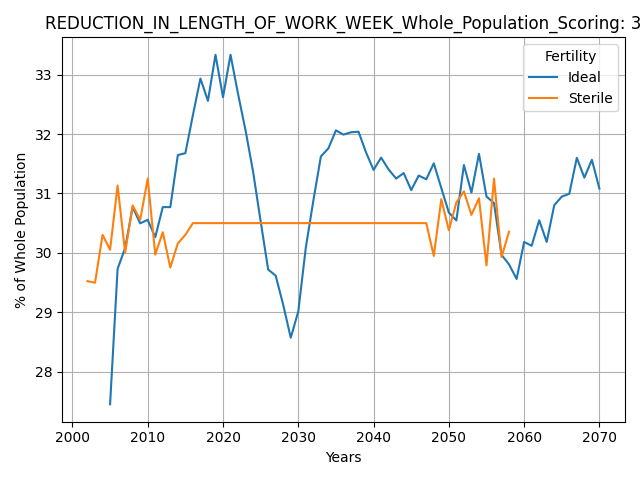 REDUCTION_IN_LENGTH_OF_WORK_WEEK_Whole_Population_Scoring: 3
Fertility
Ideal
Sterile
% of Whole Population
33
32
31
30
29
28
2000 2010 2020 2030 2040 2050 2060 2070
Years